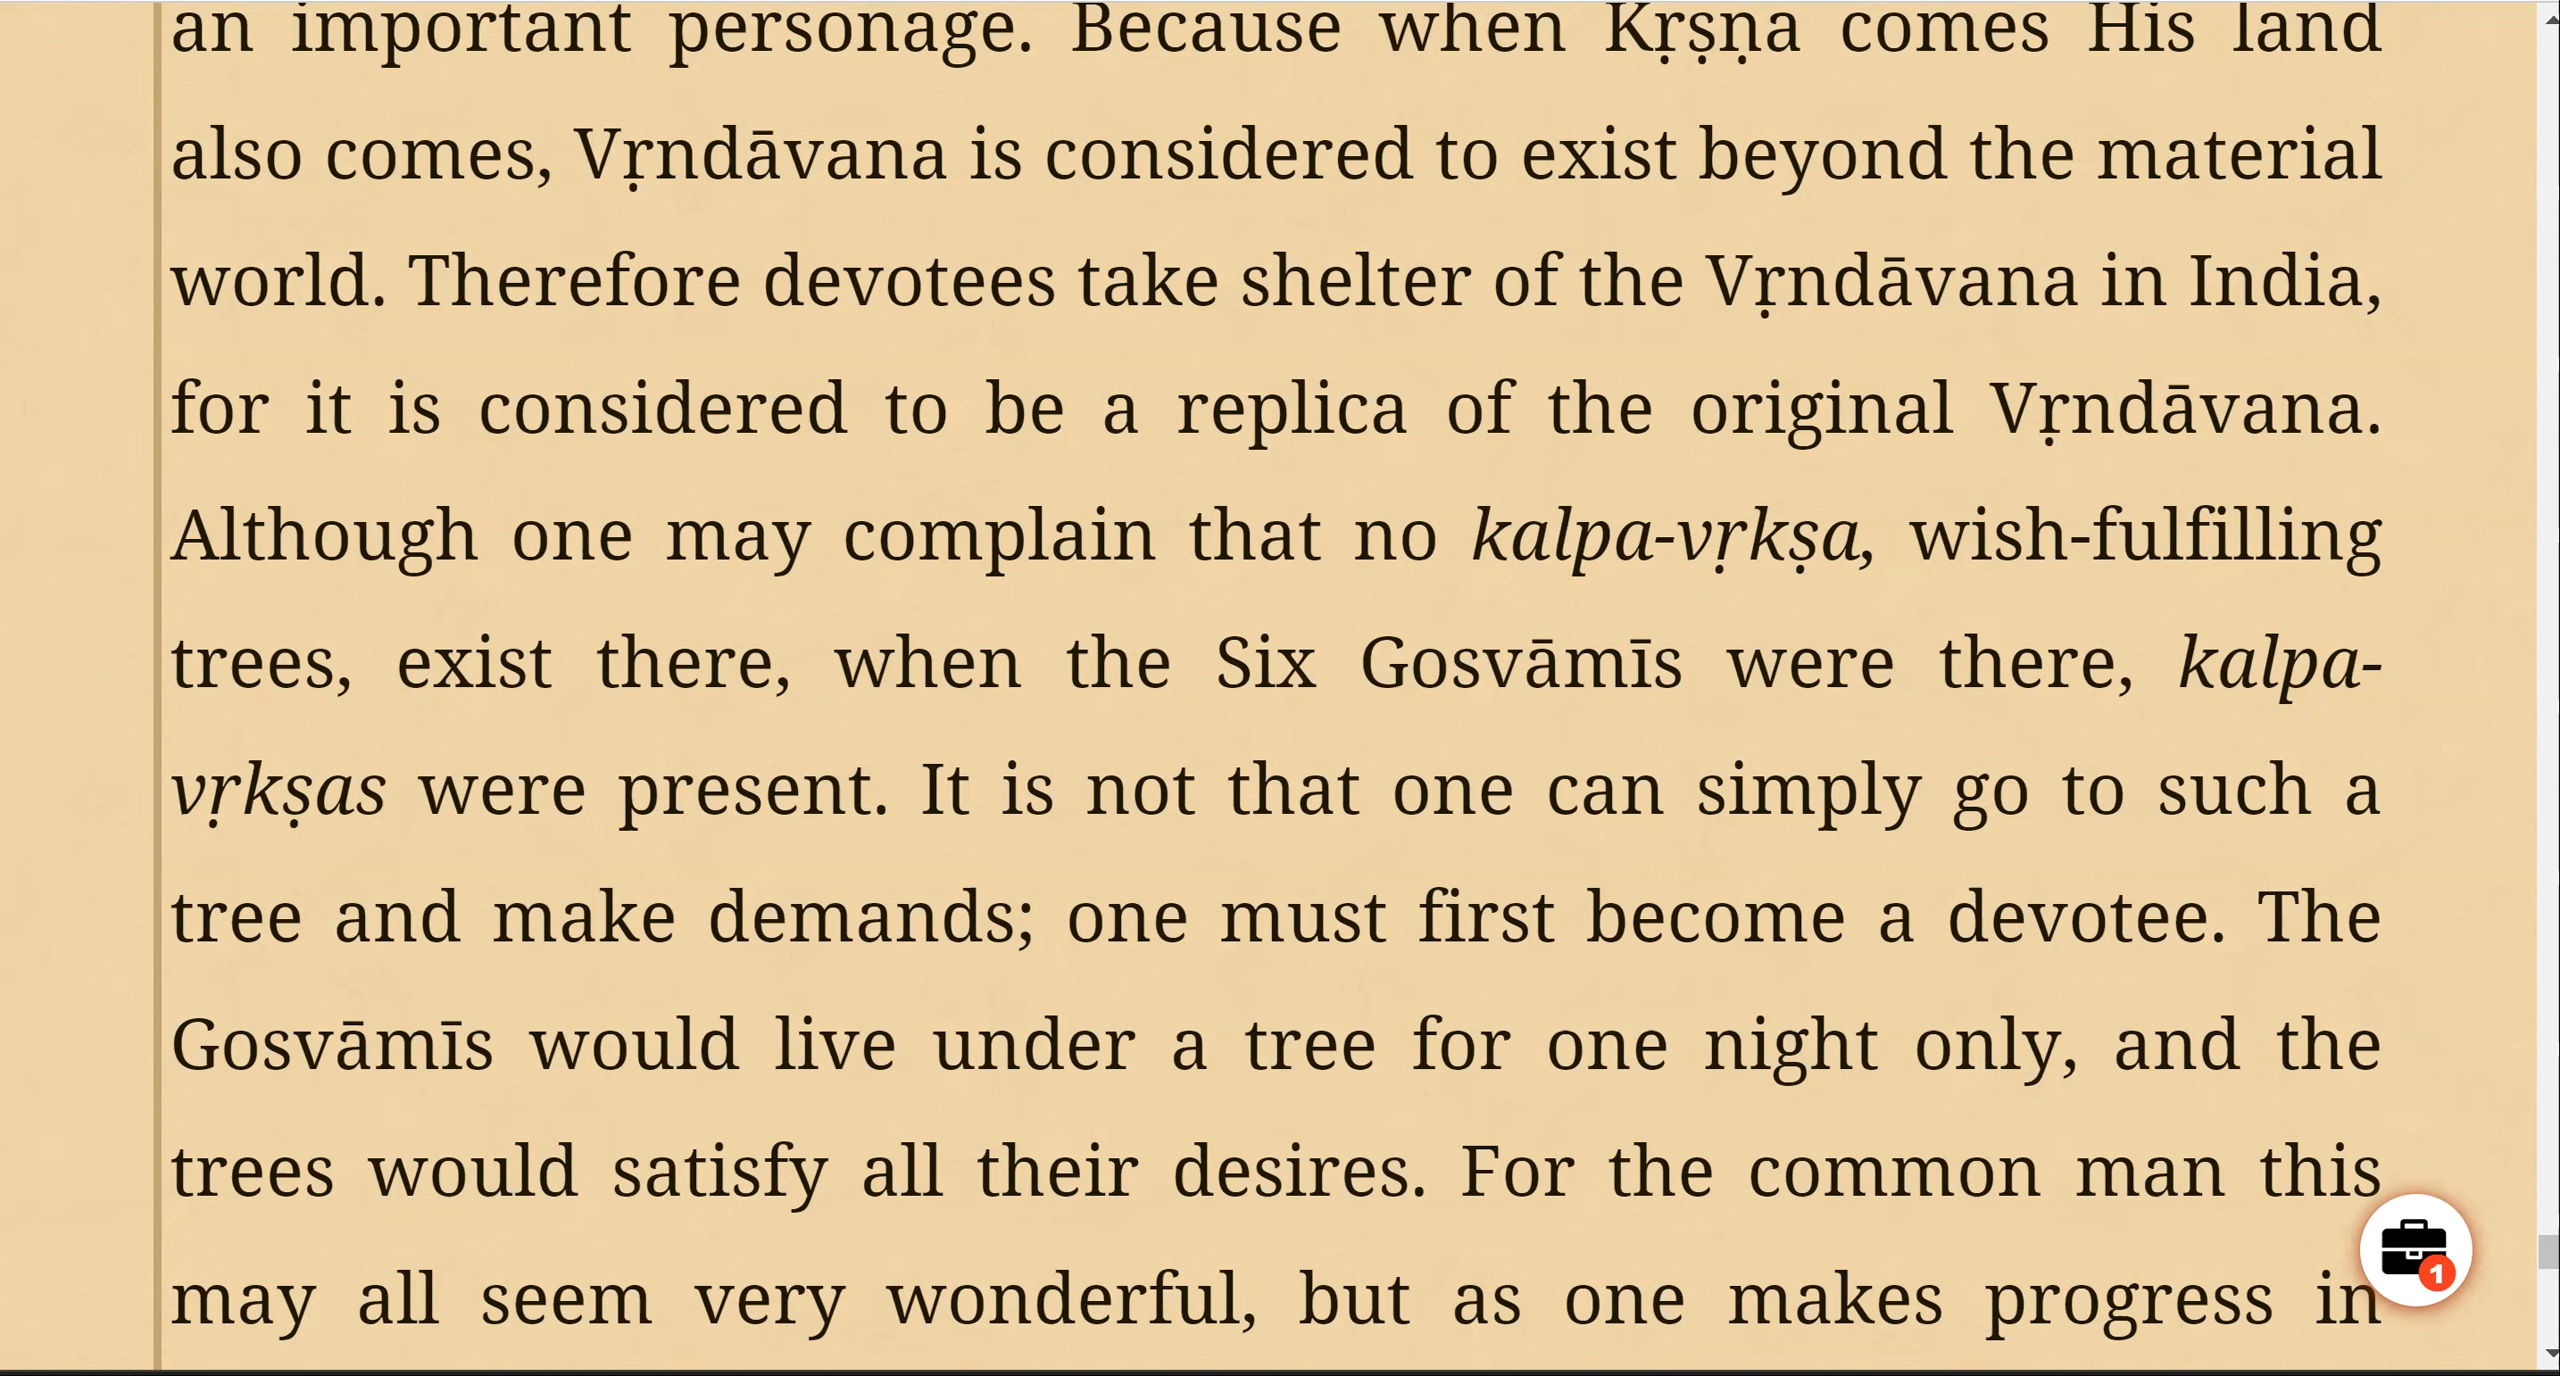 an important personage. Because when Kṛṣṇa comes His land
also comes, Vṛndāvana is considered to exist beyond the material
world. Therefore devotees take shelter of the Vṛndāvana in India,
for it is considered to be a replica of the original Vṛndāvana.
Although one may complain that no kalpa-vṛkṣa, wish-fulfilling
trees, exist there, when the Six Gosvāmīs were there, kalpa-
vṛkṣas were present. It is not that one can simply go to such a
tree and make demands; one must first become a devotee. The
Gosvāmīs would live under a tree for one night only, and the
trees would satisfy all their desires. For the common man this
may all seem very wonderful, but as one makes progress in
1